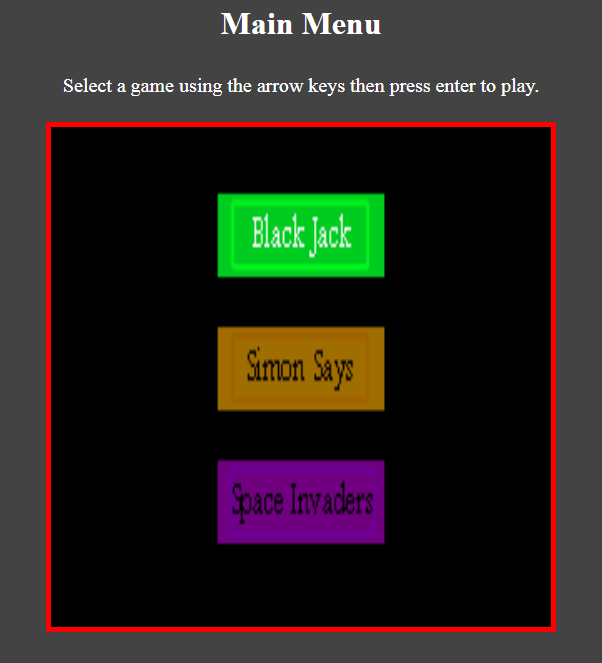 Main Menu
Select a game using the arrow keys then press enter to play.
Black Jack
Simon Says
Space Invaders